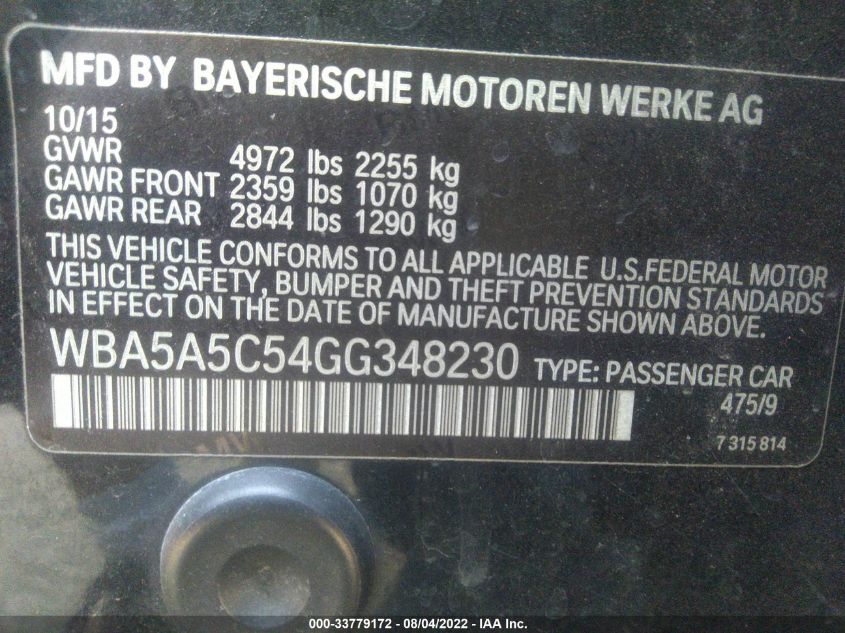 MFD BY BAYERISCHE MOTOREN WERKE AG
10/15
GVWR 4972 lbs 2255 kg
GAWR FRONT 2359 lbs 1070 kg
GAWR REAR 2844 lbs 1290 kg
THIS VEHICLE CONFORMS TO ALL APPLICABLE U.S.FEDERAL MOTOR
VEHICLE SAFETY, BUMPER AND THEFT PREVENTION STANDARDS
IN EFFECT ON THE DATE OF MANUFACTURE SHOWN ABOVE.
WBA5A5C54GG348230 TYPE: PASSENGER CAR
475/9
7 315 814
000-33779172 - 08/04/2022 - IAA Inc.